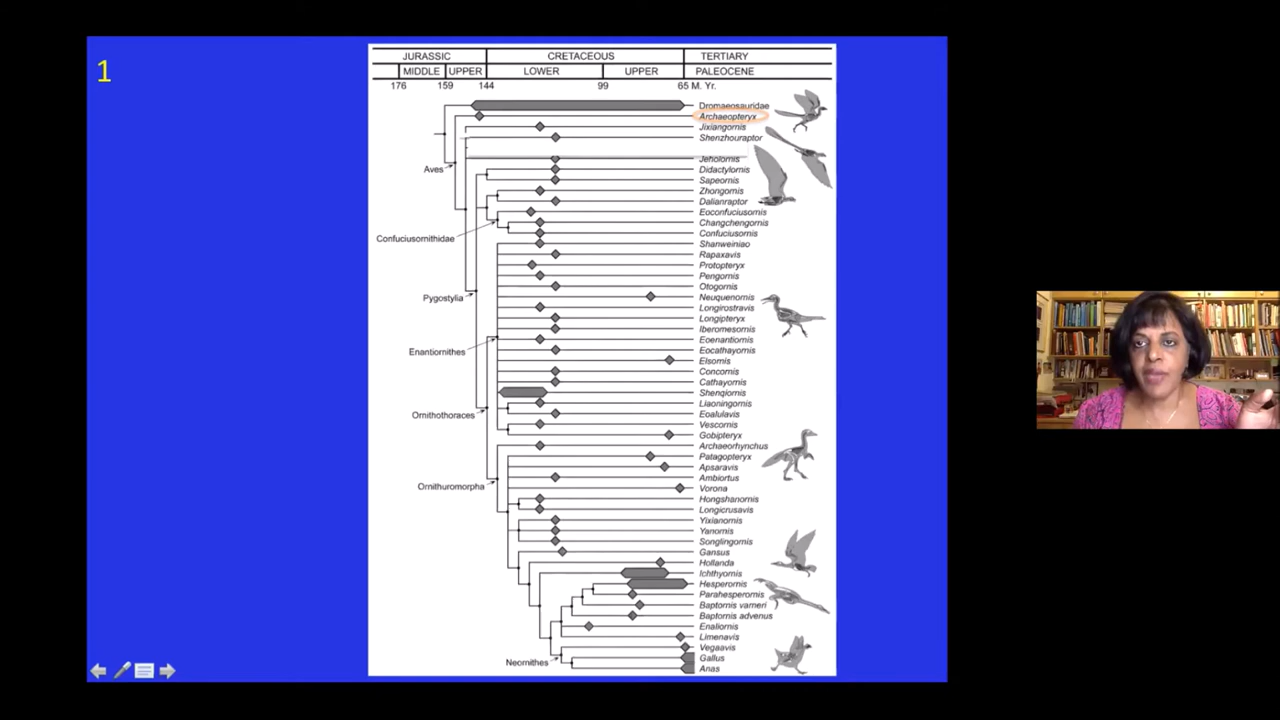 1
JURASSIC CRETACEOUS TERTIARY
MIDDLE UPPER LOWER UPPER PALEOCENE
176 159 144 99 65 M. Yr.
Dromaeosauridae
Archaeopteryx
Jixiangornis
Shenzhouraptor
Jeholornis
Aves
Didactylornis
Sapeornis
Zhongornis
Dalianraptor
Eoconfuciusornis
Changchengornis
Confuciusornis
Confuciusornithidae
Shanweiniao
Rapaxavis
Protopteryx
Pengornis
Otogornis
Pygostylia
Neuquenornis
Longirostravis
Longipteryx
Iberomesornis
Eoenantiornis
Enantiornithes
Eocathayornis
Elsornis
Concornis
Cathayornis
Shenqiornis
Liaoningornis
Ornithothoraces
Eoalulavis
Vescornis
Gobipteryx
Archaeorhynchus
Patagopteryx
Apsaravis
Ambiortus
Ornithuromorpha
Vorona
Hongshanornis
Longicrusavis
Yixianornis
Yanornis
Songlingornis
Gansus
Hollanda
Ichthyornis
Hesperornis
Parahesperornis
Baptornis varneri
Baptornis advenus
Enaliornis
Limenavis
Vegaavis
Neornithes
Gallus
Anas